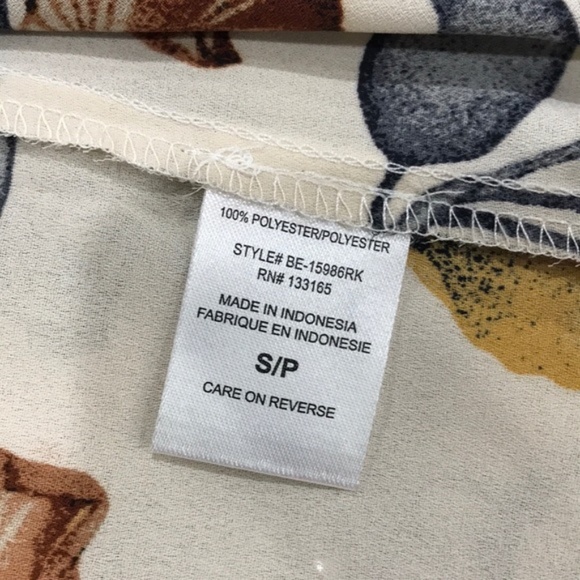 100% POLYESTER/POLYESTER
STYLE# BE-15986RK
RN# 133165
MADE IN INDONESIA
FABRIQUE EN INDONESIE
S/P
CARE ON REVERSE